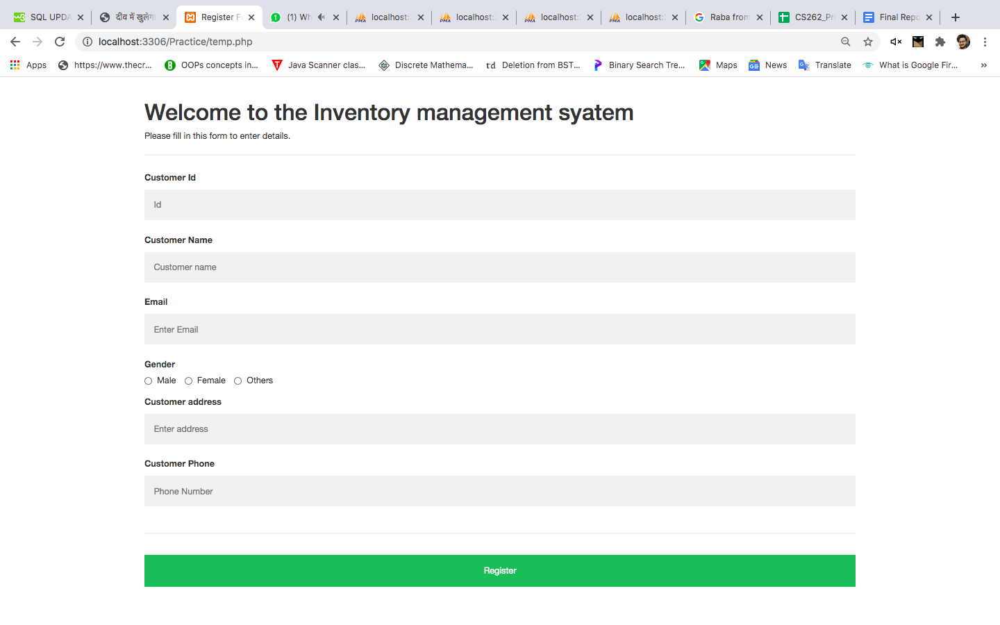 SQL UPDA
दीव में खुलेगा
Register F
(1) Wh
localhost:
localhost:
localhost:
localhost:
Raba from
CS262_Pr
Final Repo
localhost:3306/Practice/temp.php
Apps
https://www.thecr...
OOPs concepts in...
Java Scanner clas...
Discrete Mathema...
td Deletion from BST...
Binary Search Tre...
Maps
News
Translate
What is Google Fir...
Welcome to the Inventory management syatem
Please fill in this form to enter details.
Customer Id
Id
Customer Name
Customer name
Email
Enter Email
Gender
Male Female Others
Customer address
Enter address
Customer Phone
Phone Number
Register